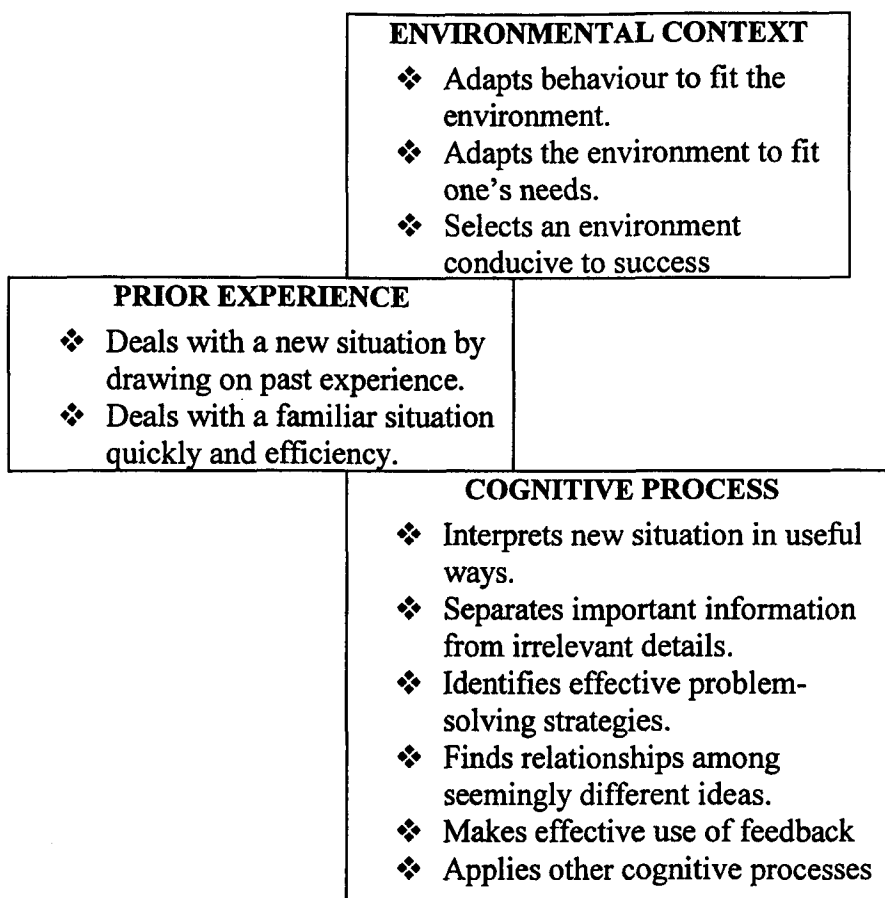 ENVIRONMENTAL CONTEXT
❖ Adapts behaviour to fit the
environment.
❖ Adapts the environment to fit
one's needs.
❖ Selects an environment
conducive to success
PRIOR EXPERIENCE
❖ Deals with a new situation by
drawing on past experience.
❖ Deals with a familiar situation
quickly and efficiency.
COGNITIVE PROCESS
❖ Interprets new situation in useful
ways.
❖ Separates important information
from irrelevant details.
❖ Identifies effective problem-
solving strategies.
❖ Finds relationships among
seemingly different ideas.
❖ Makes effective use of feedback
❖ Applies other cognitive processes